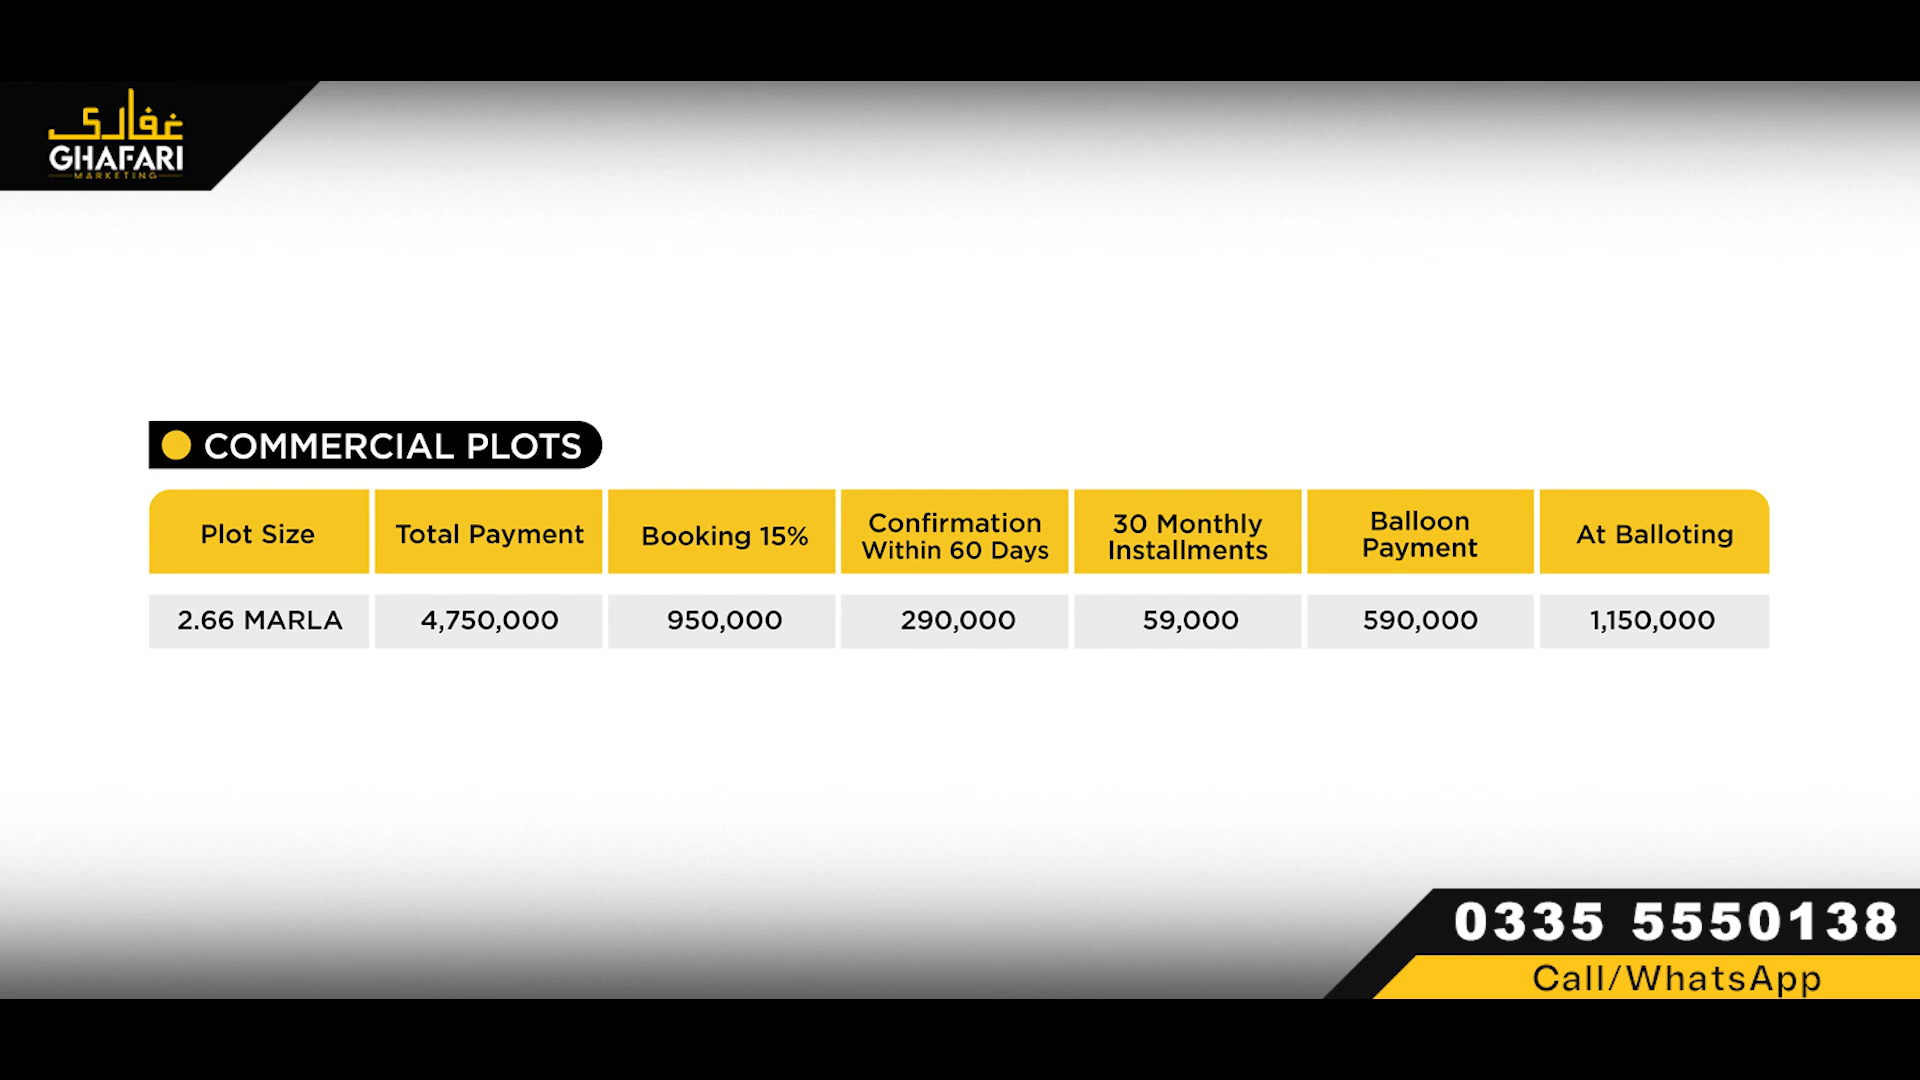 غفاری
GHAFARI
MARKETING
COMMERCIAL PLOTS
Plot Size
Total Payment
Booking 15%
Confirmation
Within 60 Days
30 Monthly
Installments
Balloon
Payment
At Balloting
2.66 MARLA
4,750,000
950,000
290,000
59,000
590,000
1,150,000
0335 5550138
Call/WhatsApp